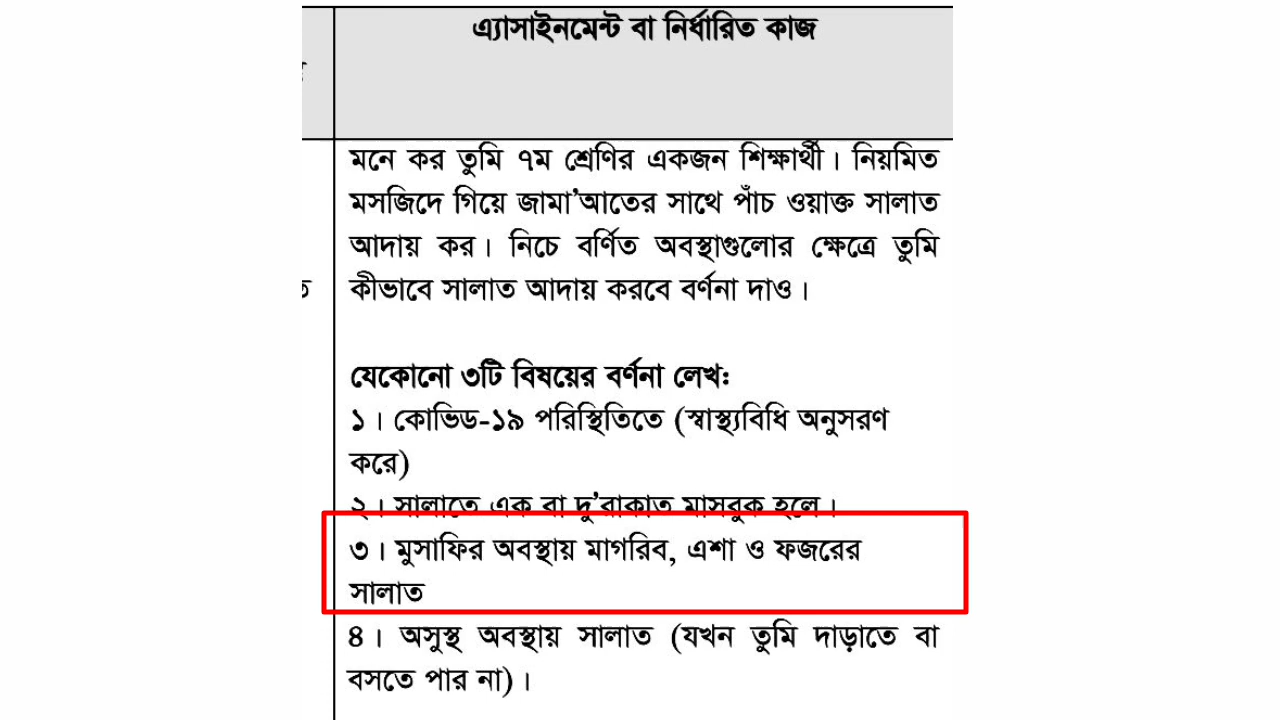 এ্যাসাইনমেন্ট বা নির্ধারিত কাজ
মনে কর তুমি ৭ম শ্রেণির একজন শিক্ষার্থী। নিয়মিত
মসজিদে গিয়ে জামা’আতের সাথে পাঁচ ওয়াক্ত সালাত
আদায় কর। নিচে বর্ণিত অবস্থাগুলোর ক্ষেত্রে তুমি
কীভাবে সালাত আদায় করবে বর্ণনা দাও।
যেকোনো ৩টি বিষয়ের বর্ণনা লেখ:
১। কোভিড-১৯ পরিস্থিতিতে (স্বাস্থ্যবিধি অনুসরণ
করে)
২। সালাতে এক বা দু’রাকাত মাসবুক হলে।
৩। মুসাফির অবস্থায় মাগরিব, এশা ও ফজরের
সালাত
৪। অসুস্থ অবস্থায় সালাত (যখন তুমি দাড়াতে বা
বসতে পার না)।